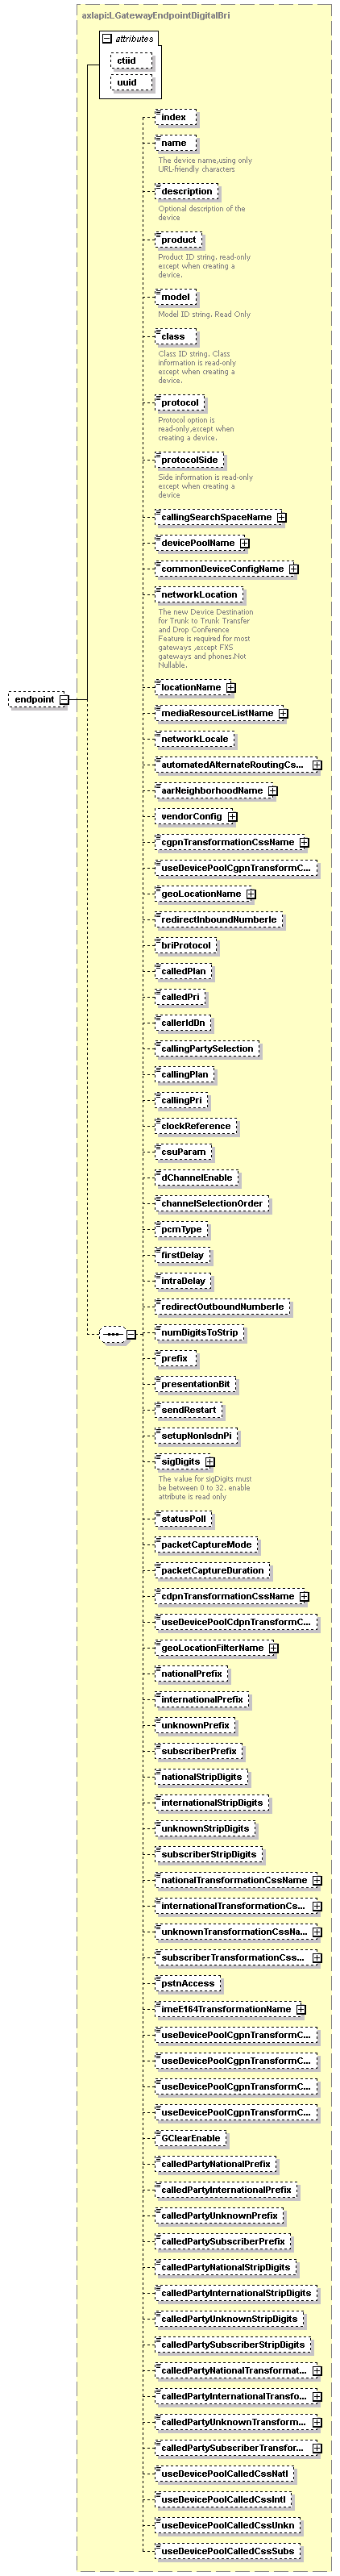 axlapi:LGatewayEndpointDigitalBri
attributes
ctiid
uuid
index
name
The device name,using only
URL-friendly characters
description
Optional description of the
device
product
Product ID string. read-only
except when creating a
device.
model
Model ID string. Read Only
class
Class ID string. Class
information is read-only
except when creating a
device.
protocol
Protocol option is
read-only,except when
creating a device.
protocolSide
Side information is read-only
except when creating a
device
callingSearchSpaceName
devicePoolName
commonDeviceConfigName
networkLocation
The new Device Destination
for Trunk to Trunk Transfer
and Drop Conference
Feature is required for most
gateways ,except FXS
gateways and phones.Not
Nullable.
endpoint
locationName
mediaResourceListName
networkLocale
automatedAlternateRoutingCs...
aarNeighborhoodName
vendorConfig
cgpnTransformationCssName
useDevicePoolCgpnTransformC...
geoLocationName
redirectInboundNumberIe
briProtocol
calledPlan
calledPri
callerIdDn
callingPartySelection
callingPlan
callingPri
clockReference
csuParam
dChannelEnable
channelSelectionOrder
pcmType
firstDelay
intraDelay
redirectOutboundNumberIe
numDigitsToStrip
prefix
presentationBit
sendRestart
setupNonIsdnPi
sigDigits
The value for sigDigits must
be between 0 to 32. enable
attribute is read only
statusPoll
packetCaptureMode
packetCaptureDuration
cdpnTransformationCssName
useDevicePoolCdpnTransformC...
geoLocationFilterName
nationalPrefix
internationalPrefix
unknownPrefix
subscriberPrefix
nationalStripDigits
internationalStripDigits
unknownStripDigits
subscriberStripDigits
nationalTransformationCssName
internationalTransformationCs...
unknownTransformationCssNa...
subscriberTransformationCss...
pstnAccess
imeE164TransformationName
useDevicePoolCgpnTransformC...
useDevicePoolCgpnTransformC...
useDevicePoolCgpnTransformC...
useDevicePoolCgpnTransformC...
GClearEnable
calledPartyNationalPrefix
calledPartyInternationalPrefix
calledPartyUnknownPrefix
calledPartySubscriberPrefix
calledPartyNationalStripDigits
calledPartyInternationalStripDigits
calledPartyUnknownStripDigits
calledPartySubscriberStripDigits
calledPartyNationalTransformat...
calledPartyInternationalTransfo...
calledPartyUnknownTransform...
calledPartySubscriberTransfor...
useDevicePoolCalledCssNatl
useDevicePoolCalledCssIntl
useDevicePoolCalledCssUnkn
useDevicePoolCalledCssSubs